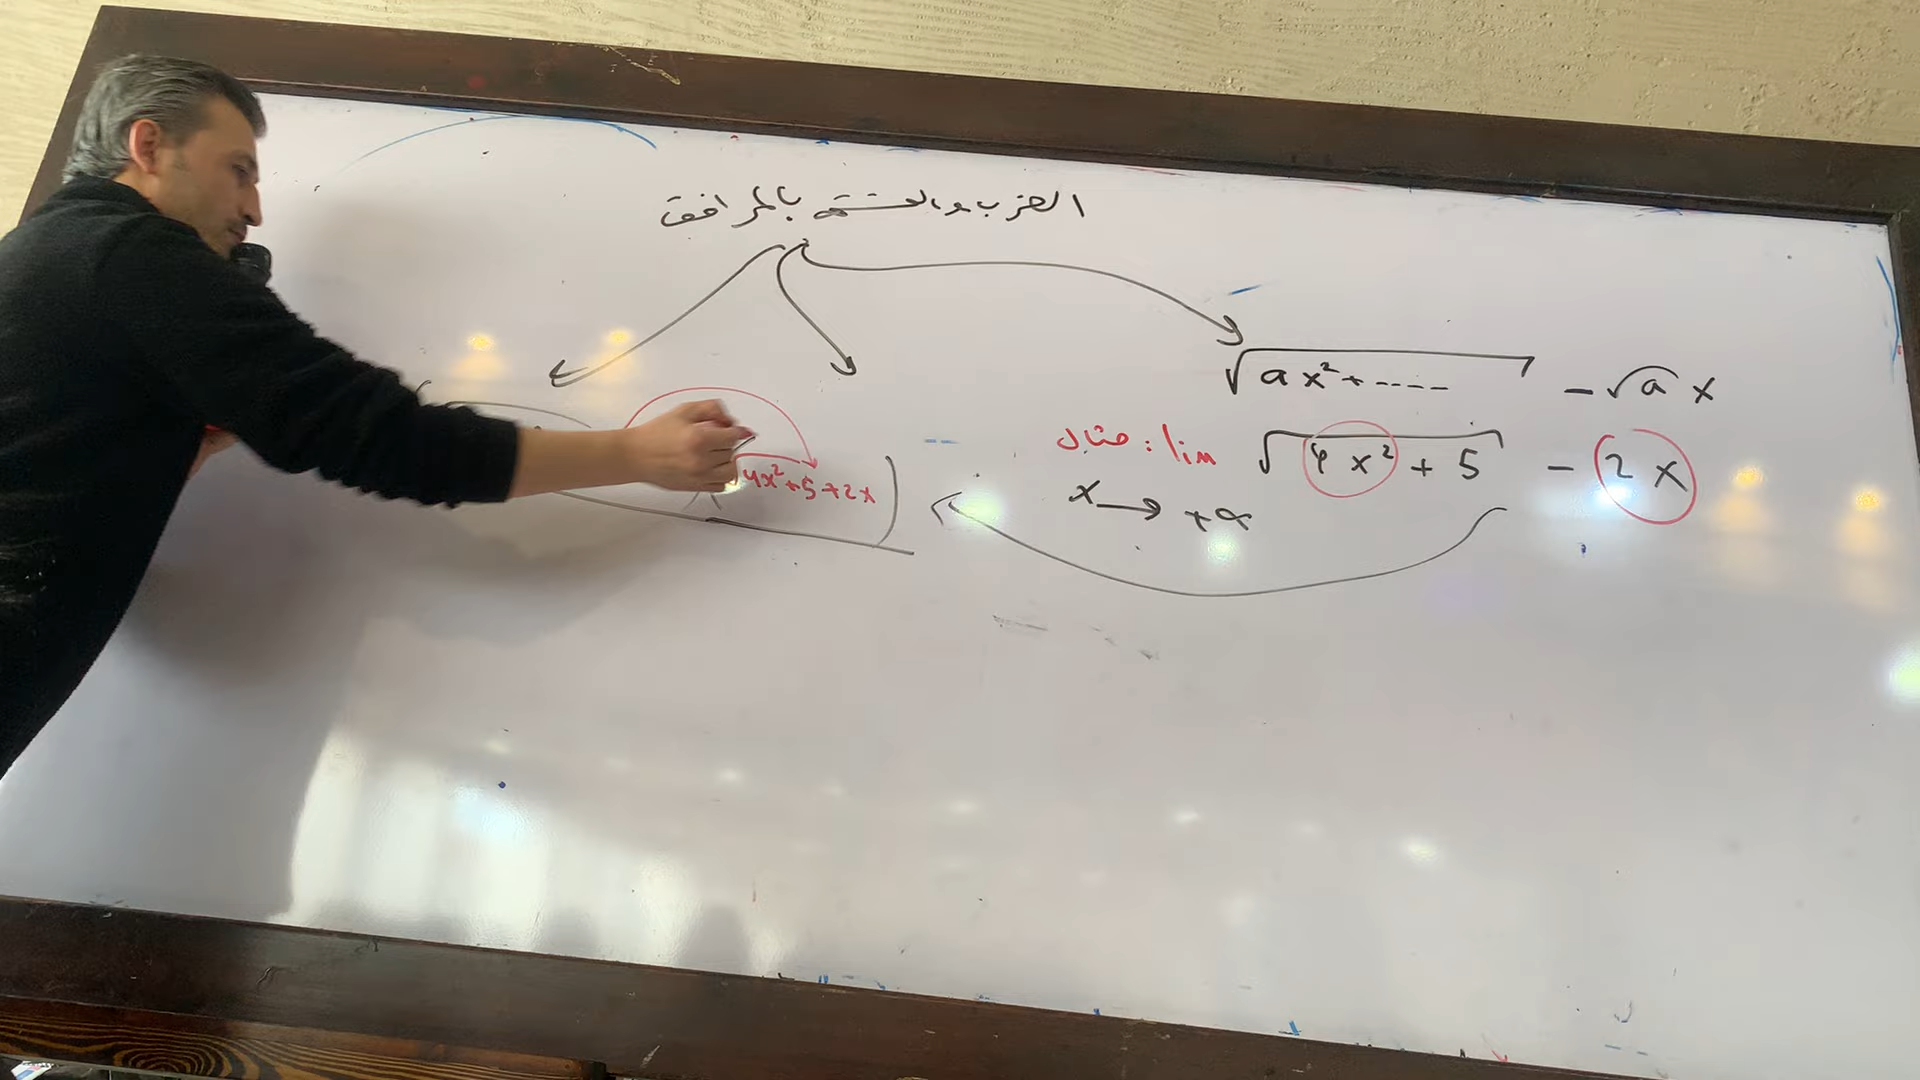 الضرب والقسمة بالمرافق
√ax² + ---- − √a x
مثال : lim √4x² + 5 − 2x
x → +∞
√4x² + 5 + 2x